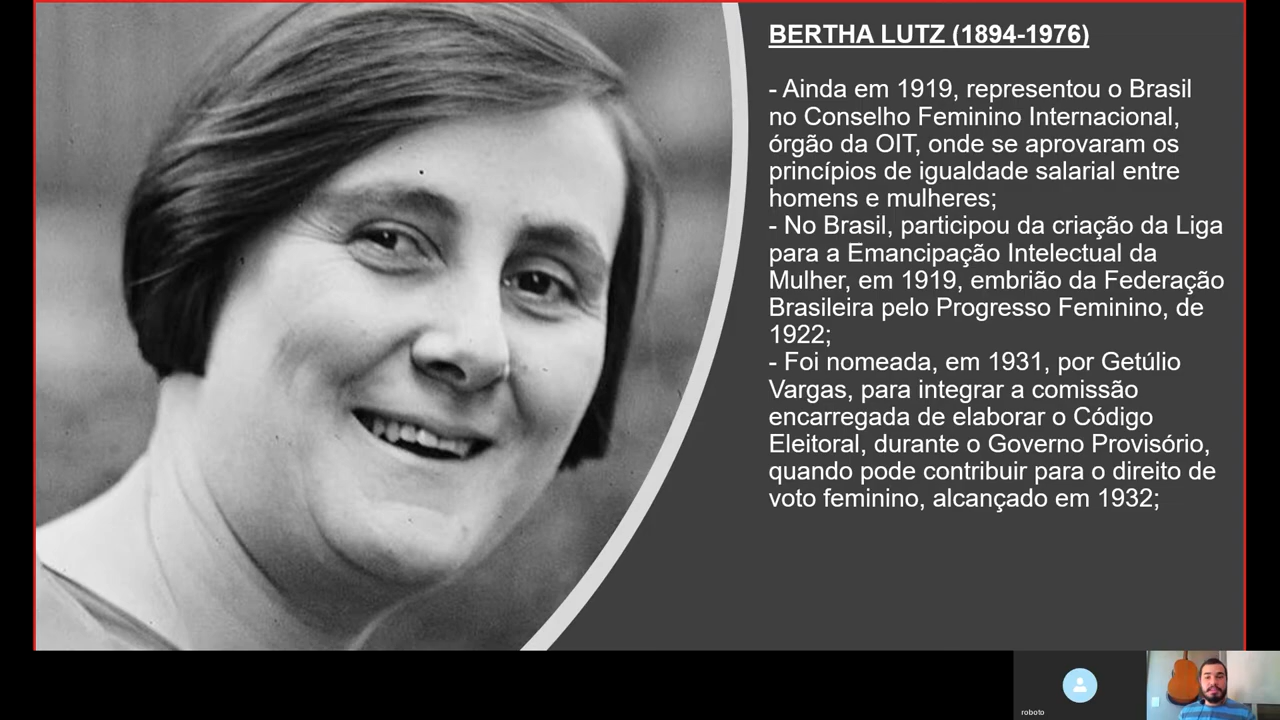 BERTHA LUTZ (1894-1976)
- Ainda em 1919, representou o Brasil
no Conselho Feminino Internacional,
órgão da OIT, onde se aprovaram os
princípios de igualdade salarial entre
homens e mulheres;
- No Brasil, participou da criação da Liga
para a Emancipação Intelectual da
Mulher, em 1919, embrião da Federação
Brasileira pelo Progresso Feminino, de
1922;
- Foi nomeada, em 1931, por Getúlio
Vargas, para integrar a comissão
encarregada de elaborar o Código
Eleitoral, durante o Governo Provisório,
quando pode contribuir para o direito de
voto feminino, alcançado em 1932;
roboto